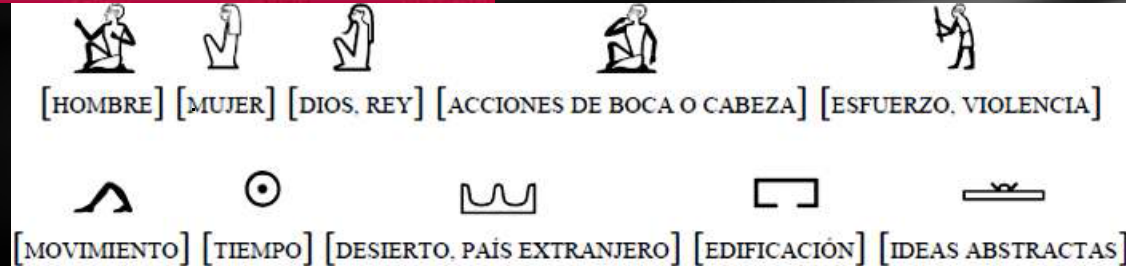 [HOMBRE] [MUJER] [DIOS, REY] [ACCIONES DE BOCA O CABEZA] [ESFUERZO, VIOLENCIA]
[MOVIMIENTO] [TIEMPO] [DESIERTO, PAÍS EXTRANJERO] [EDIFICACIÓN] [IDEAS ABSTRACTAS]